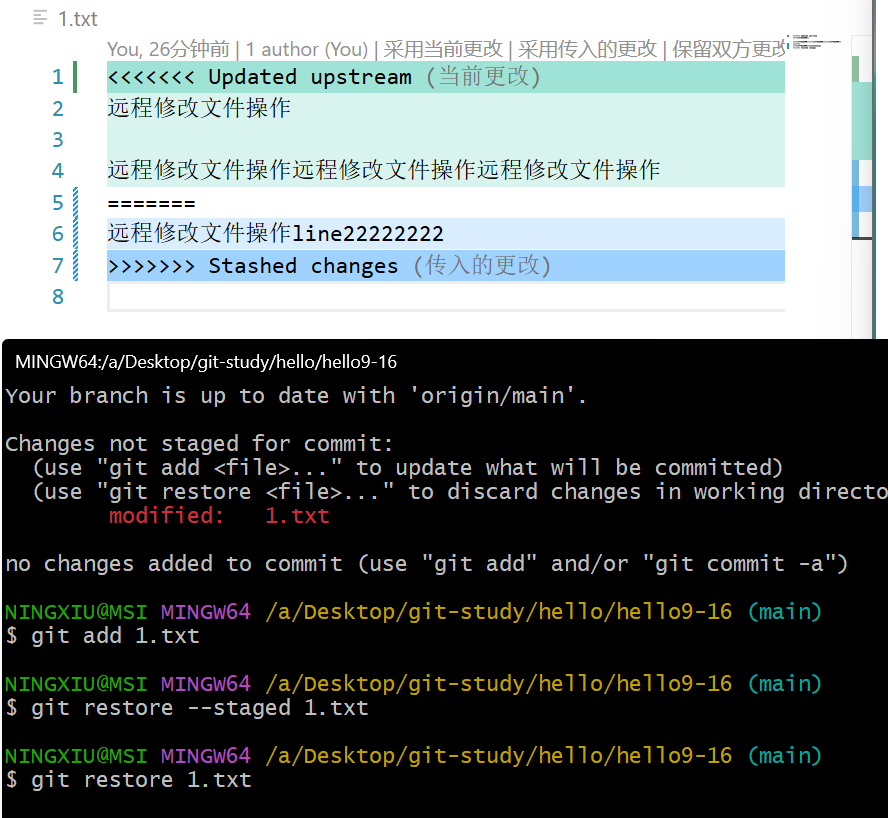 1.txt
You, 26分钟前 | 1 author (You) | 采用当前更改 | 采用传入的更改 | 保留双方更改
1 <<<<<<< Updated upstream (当前更改)
2 远程修改文件操作
3
4 远程修改文件操作远程修改文件操作远程修改文件操作
5 =======
6 远程修改文件操作line22222222
7 >>>>>>> Stashed changes (传入的更改)
8
MINGW64:/a/Desktop/git-study/hello/hello9-16
Your branch is up to date with 'origin/main'.
Changes not staged for commit:
(use "git add <file>..." to update what will be committed)
(use "git restore <file>..." to discard changes in working directo
modified: 1.txt
no changes added to commit (use "git add" and/or "git commit -a")
NINGXIU@MSI MINGW64 /a/Desktop/git-study/hello/hello9-16 (main)
$ git add 1.txt
NINGXIU@MSI MINGW64 /a/Desktop/git-study/hello/hello9-16 (main)
$ git restore --staged 1.txt
NINGXIU@MSI MINGW64 /a/Desktop/git-study/hello/hello9-16 (main)
$ git restore 1.txt